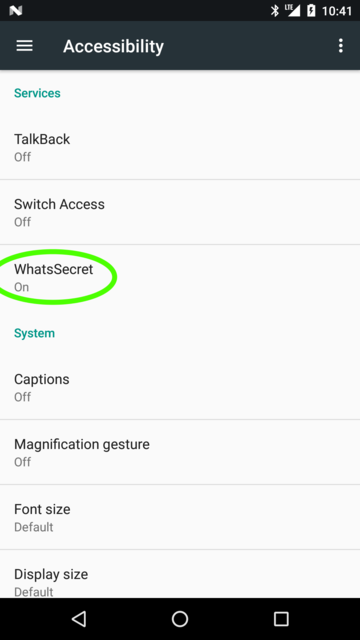 LTE 10:41
Accessibility
Services
TalkBack
Off
Switch Access
Off
WhatsSecret
On
System
Captions
Off
Magnification gesture
Off
Font size
Default
Display size
Default